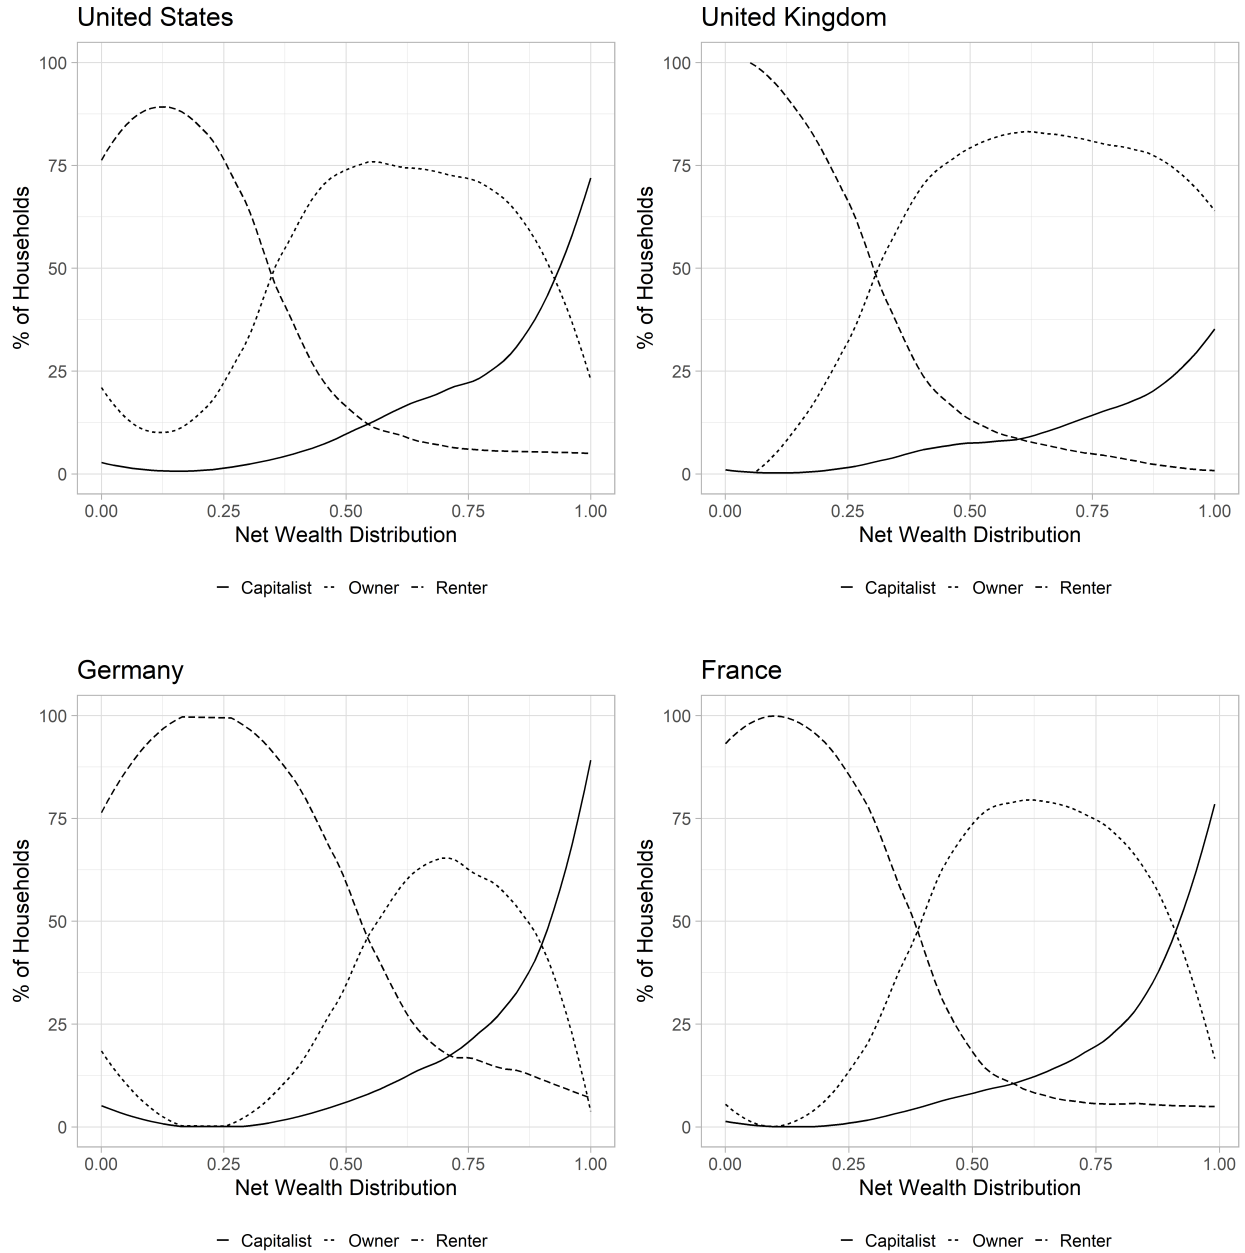 United States
% of Households
100
75
50
25
0
0.00 0.25 0.50 0.75 1.00
Net Wealth Distribution
Capitalist Owner Renter
United Kingdom
% of Households
100
75
50
25
0
0.00 0.25 0.50 0.75 1.00
Net Wealth Distribution
Capitalist Owner Renter
Germany
% of Households
100
75
50
25
0
0.00 0.25 0.50 0.75 1.00
Net Wealth Distribution
Capitalist Owner Renter
France
% of Households
100
75
50
25
0
0.00 0.25 0.50 0.75 1.00
Net Wealth Distribution
Capitalist Owner Renter